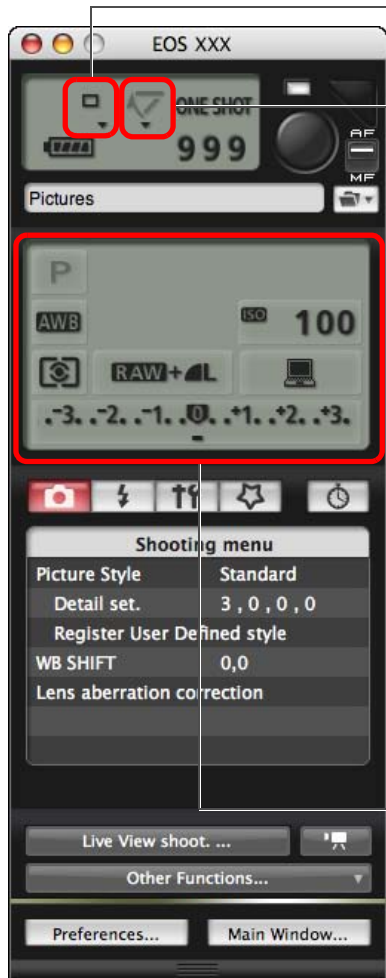 EOS XXX
ONE SHOT
AF
999
MF
Pictures
P
AWB
ISO 100
RAW+L
-3. .-2. .-1. .0. .+1. .+2. .+3.
Shooting menu
Picture Style Standard
Detail set. 3 , 0 , 0 , 0
Register User Defined style
WB SHIFT 0,0
Lens aberration correction
Live View shoot. ...
Other Functions...
Preferences... Main Window...